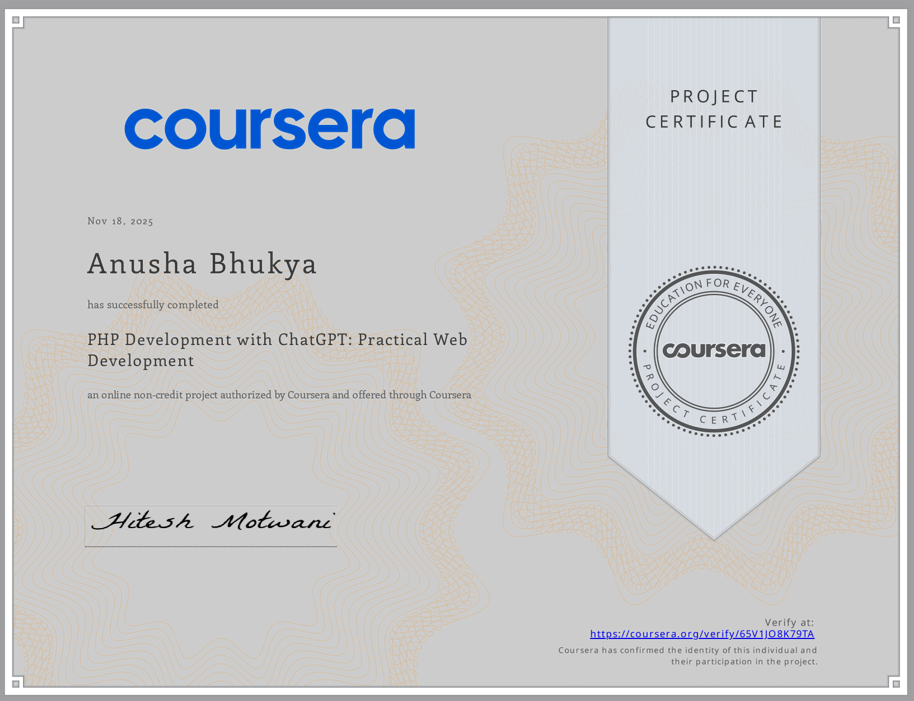 coursera
PROJECT
CERTIFICATE
Nov 18, 2025
Anusha Bhukya
has successfully completed
PHP Development with ChatGPT: Practical Web
Development
an online non-credit project authorized by Coursera and offered through Coursera
EDUCATION FOR EVERYONE
coursera
PROJECT CERTIFICATE
Hitesh Motwani
Verify at:
https://coursera.org/verify/65V1JO8K79TA
Coursera has confirmed the identity of this individual and
their participation in the project.